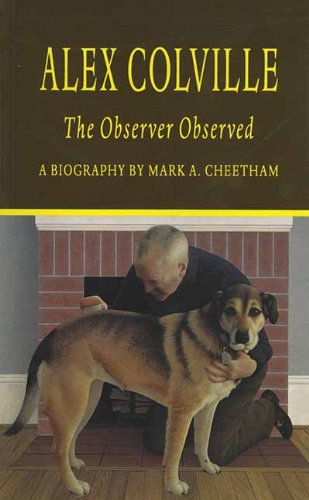 ALEX COLVILLE
The Observer Observed
A BIOGRAPHY BY MARK A. CHEETHAM